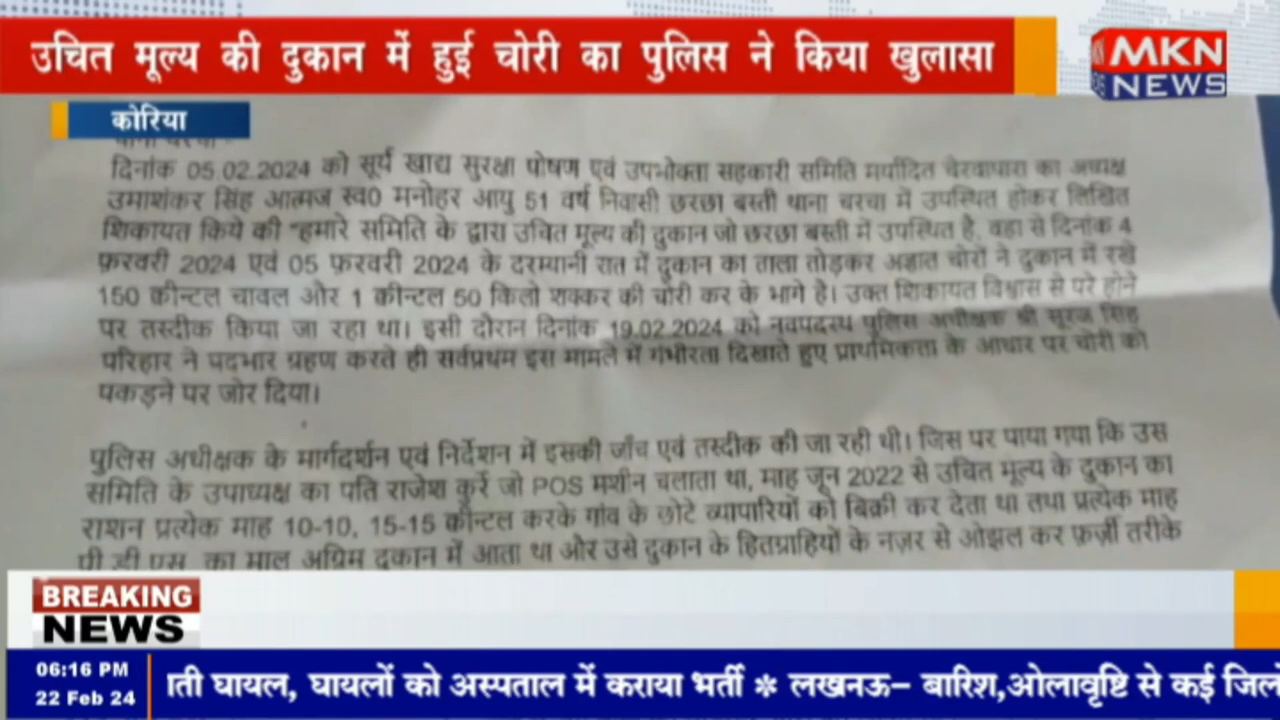 उचित मूल्य की दुकान में हुई चोरी का पुलिस ने किया खुलासा
MKN
NEWS
कोरिया
दिनांक 05.02.2024 को सूर्य खाद्य सुरक्षा पोषण एवं उपभोक्ता सहकारी समिति मर्यादित चेरवापारा का अध्यक्ष
उमाशंकर सिंह आत्मज स्व0 मनोहर आयु 51 वर्ष निवासी छरछा बस्ती थाना चरचा में उपस्थित होकर लिखित
शिकायत किये की "हमारे समिति के द्वारा उचित मूल्य की दुकान जो छरछा बस्ती में उपस्थित है, वहा से दिनांक 4
फ़रवरी 2024 एवं 05 फ़रवरी 2024 के दरम्यानी रात में दुकान का ताला तोड़कर अज्ञात चोरों ने दुकान में रखे
150 क्वीन्टल चावल और 1 क्वीन्टल 50 किलो शक्कर की चोरी कर के भागे है। उक्त शिकायत विश्वास से परे होने
पर तस्दीक किया जा रहा था। इसी दौरान दिनांक 19.02.2024 को नवपदस्थ पुलिस अधीक्षक श्री सूरज सिंह
परिहार ने पदभार ग्रहण करते ही सर्वप्रथम इस मामले में गंभीरता दिखाते हुए प्राथमिकता के आधार पर चोरी को
पकड़ने पर जोर दिया।
पुलिस अधीक्षक के मार्गदर्शन एवं निर्देशन में इसकी जाँच एवं तस्दीक की जा रही थी। जिस पर पाया गया कि उस
समिति के उपाध्यक्ष का पति राजेश कुर्रे जो POS मशीन चलाता था, माह जून 2022 से उचित मूल्य के दुकान का
राशन प्रत्येक माह 10-10, 15-15 क्वीन्टल करके गांव के छोटे व्यापारियों को बिक्री कर देता था तथा प्रत्येक माह
पी.डी.एस. का माल अग्रिम दुकान में आता था और उसे दुकान के हितग्राहियों के नज़र से ओझल कर फ़र्ज़ी तरीके
BREAKING
NEWS
06:16 PM
22 Feb 24
ाती घायल, घायलों को अस्पताल में कराया भर्ती * लखनऊ– बारिश,ओलावृष्टि से कई जिल